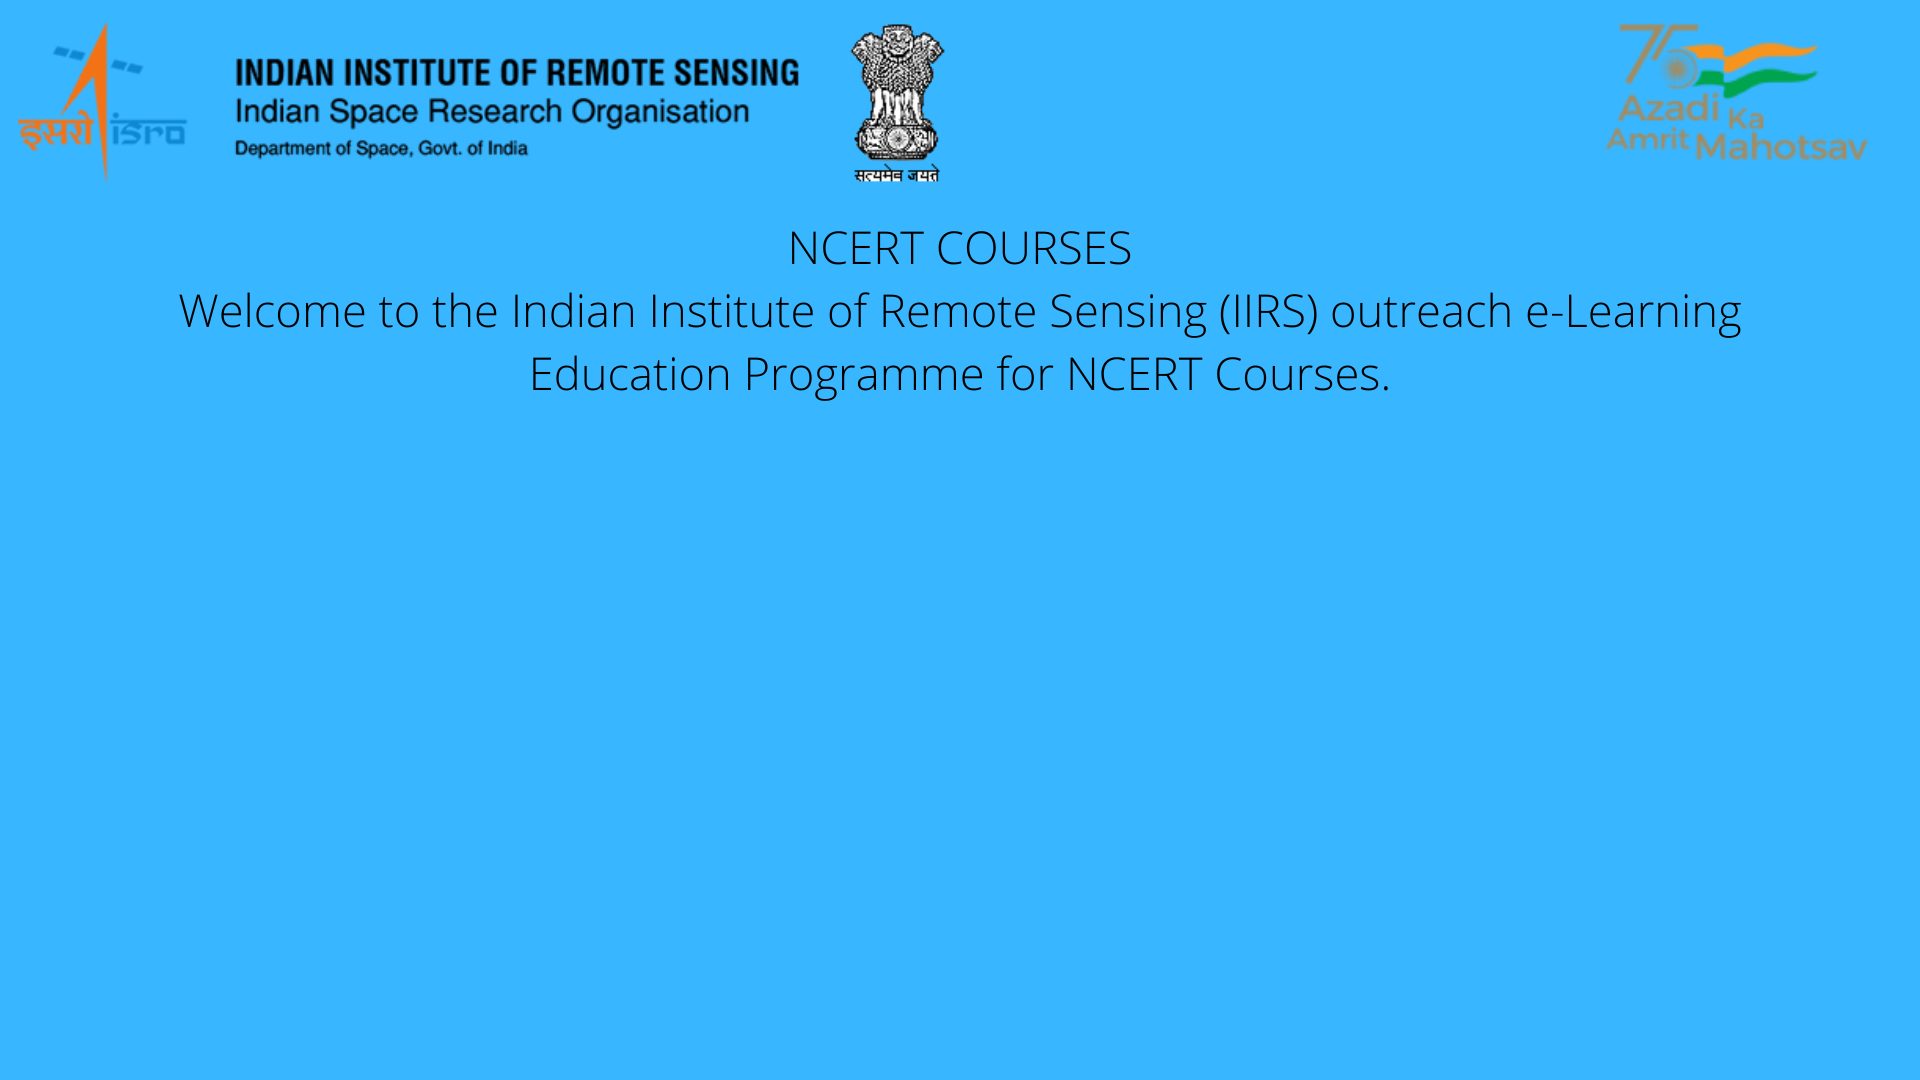 इसरो isro
INDIAN INSTITUTE OF REMOTE SENSING
Indian Space Research Organisation
Department of Space, Govt. of India
सत्यमेव जयते
75
Azadi Ka
Amrit Mahotsav
NCERT COURSES
Welcome to the Indian Institute of Remote Sensing (IIRS) outreach e-Learning
Education Programme for NCERT Courses.